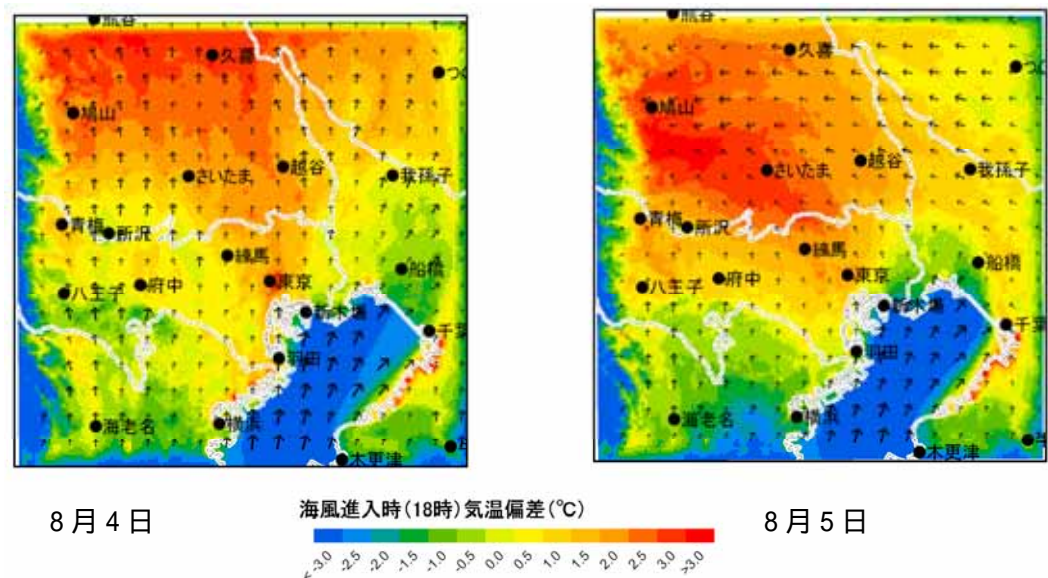 熊谷
久喜
つく
鳩山
越谷
さいたま
我孫子
青梅
所沢
練馬
船橋
東京
府中
八王子
新木場
千葉
羽田
海老名
横浜
木更津
熊谷
久喜
つく
鳩山
越谷
さいたま
我孫子
青梅
所沢
練馬
船橋
東京
府中
八王子
新木場
千葉
羽田
海老名
横浜
木更津
8月4日
海風進入時(18時)気温偏差(℃)
8月5日
< -3.0 -2.5 -2.0 -1.5 -1.0 -0.5 0.0 0.5 1.0 1.5 2.0 2.5 3.0 >3.0